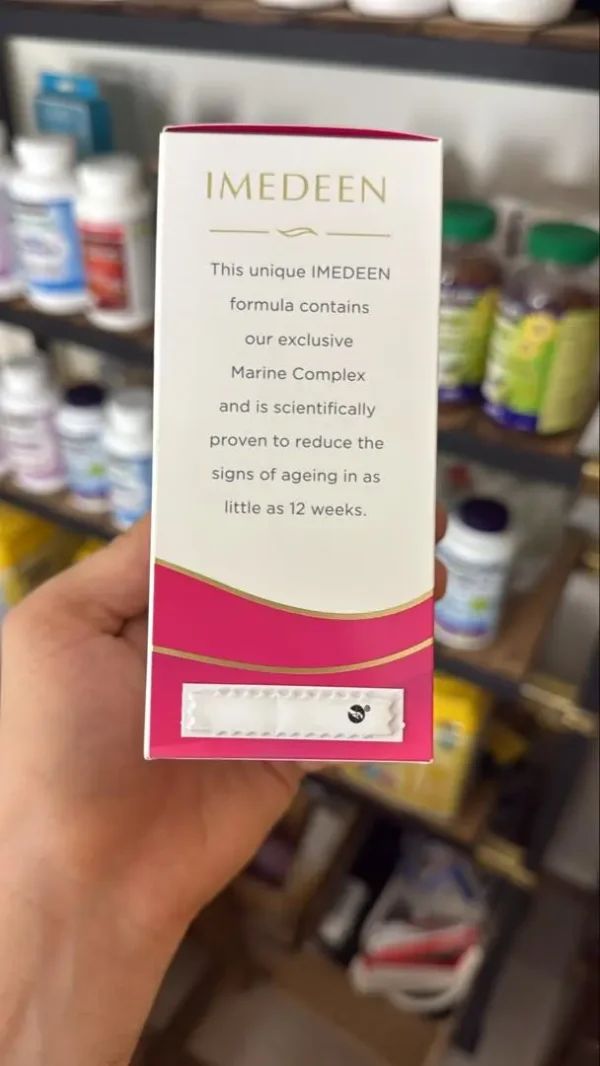 IMEDEEN
This unique IMEDEEN
formula contains
our exclusive
Marine Complex
and is scientifically
proven to reduce the
signs of ageing in as
little as 12 weeks.